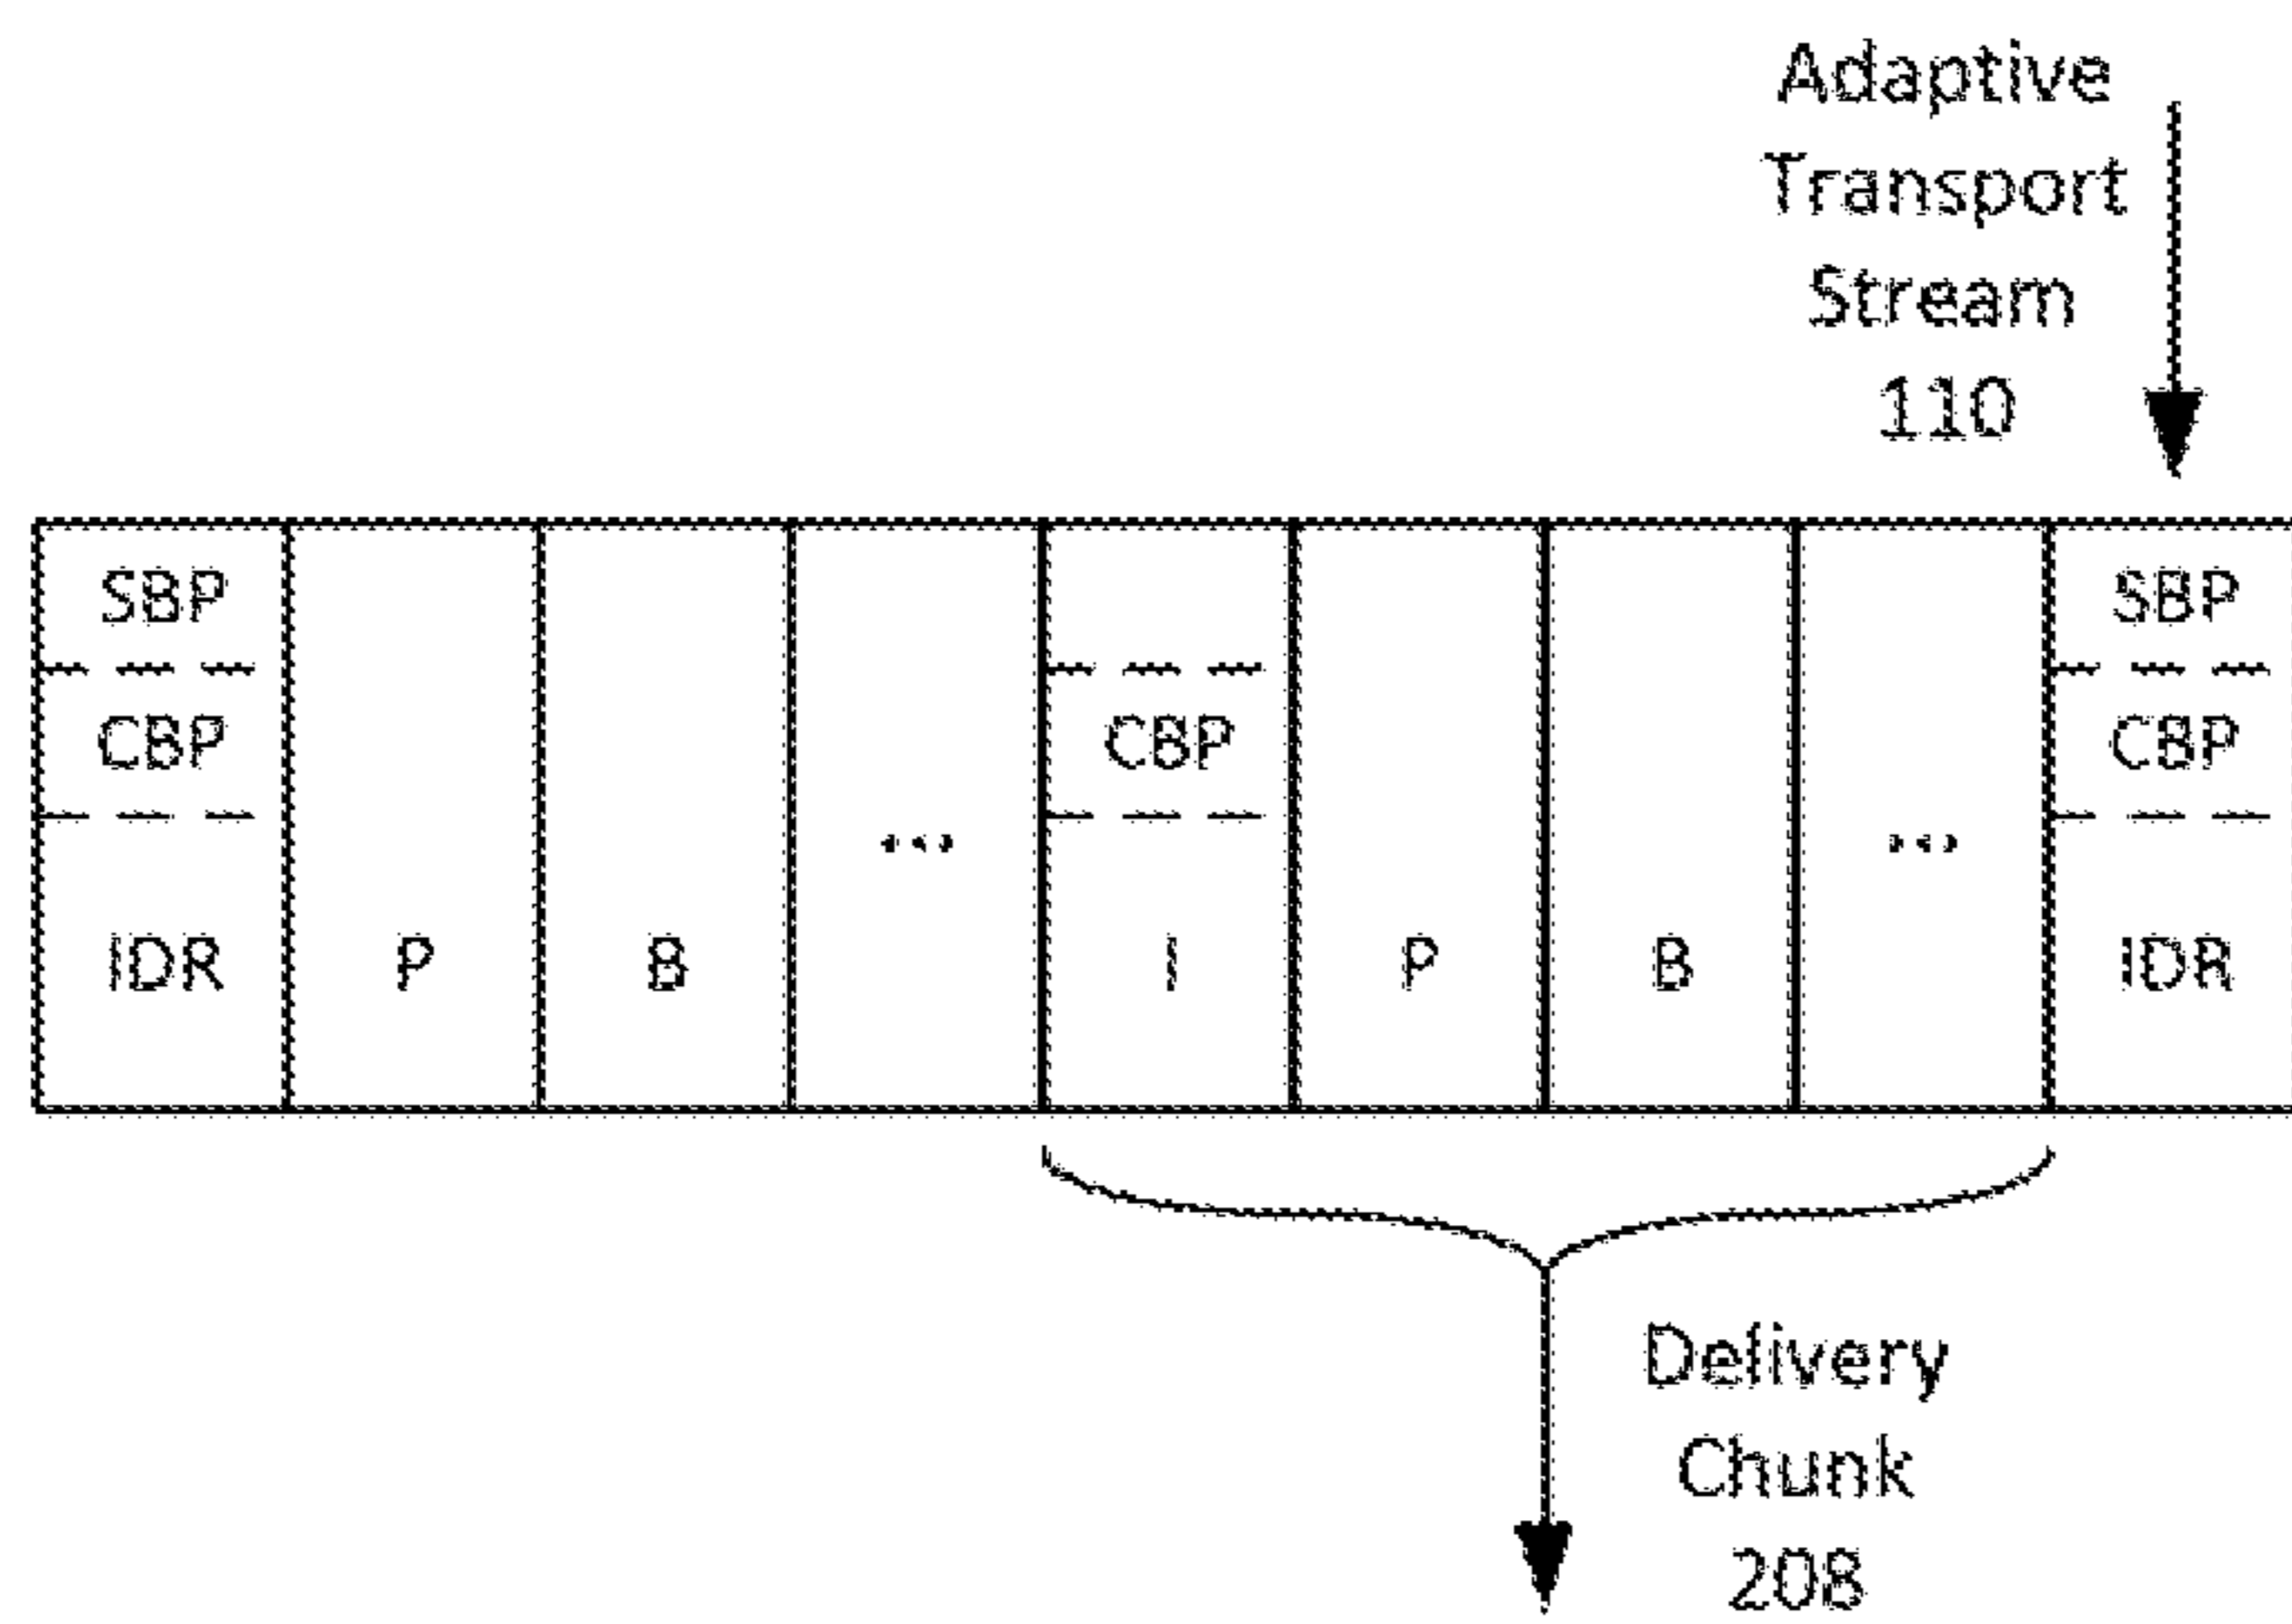 Adaptive
Transport
Stream
110
SBP SBP
CBP CBP CBP
... ...
IDR P B I P B IDR
Delivery
Chunk
208